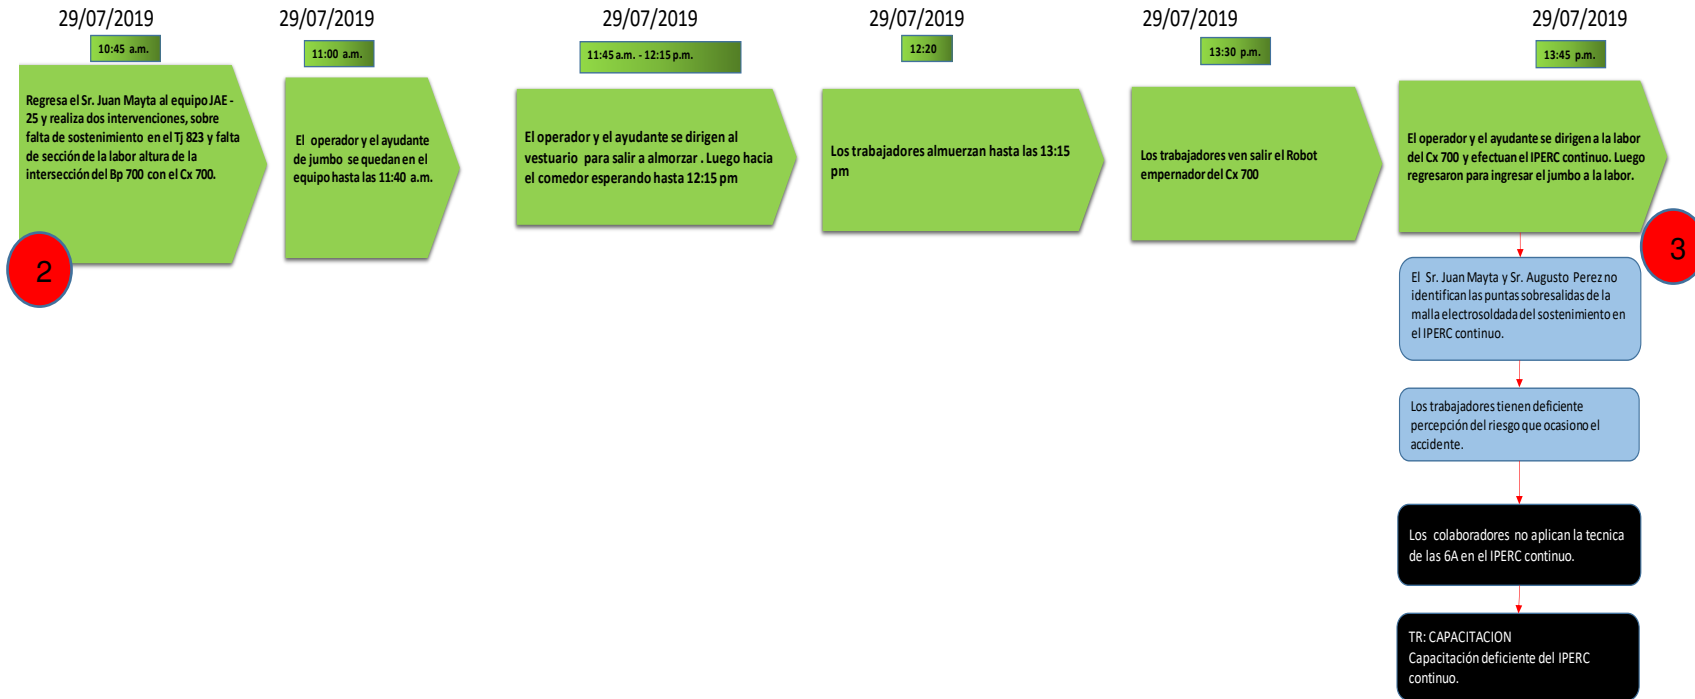 29/07/2019
10:45 a.m.
Regresa el Sr. Juan Mayta al equipo JAE -
25 y realiza dos intervenciones, sobre
falta de sostenimiento en el Tj 823 y falta
de sección de la labor altura de la
intersección del Bp 700 con el Cx 700.
2
29/07/2019
11:00 a.m.
El operador y el ayudante
de jumbo se quedan en el
equipo hasta las 11:40 a.m.
29/07/2019
11:45 a.m. - 12:15 p.m.
El operador y el ayudante se dirigen al
vestuario para salir a almorzar . Luego hacia
el comedor esperando hasta 12:15 pm
29/07/2019
12:20
Los trabajadores almuerzan hasta las 13:15
pm
29/07/2019
13:30 p.m.
Los trabajadores ven salir el Robot
empernador del Cx 700
29/07/2019
13:45 p.m.
El operador y el ayudante se dirigen a la labor
del Cx 700 y efectuan el IPERC continuo. Luego
regresaron para ingresar el jumbo a la labor.
3
El Sr. Juan Mayta y Sr. Augusto Perez no
identifican las puntas sobresalidas de la
malla electrosoldada del sostenimiento en
el IPERC continuo.
Los trabajadores tienen deficiente
percepción del riesgo que ocasiono el
accidente.
Los colaboradores no aplican la tecnica
de las 6A en el IPERC continuo.
TR: CAPACITACION
Capacitación deficiente del IPERC
continuo.